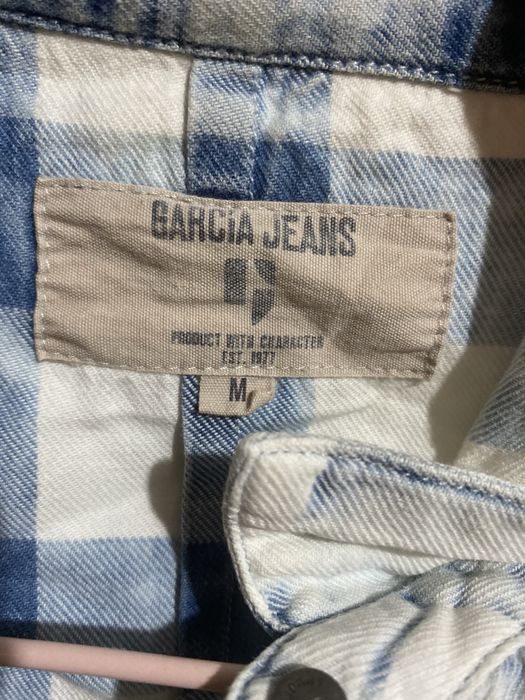 GARCIA JEANS
PRODUCT WITH CHARACTER
EST. 1977
M